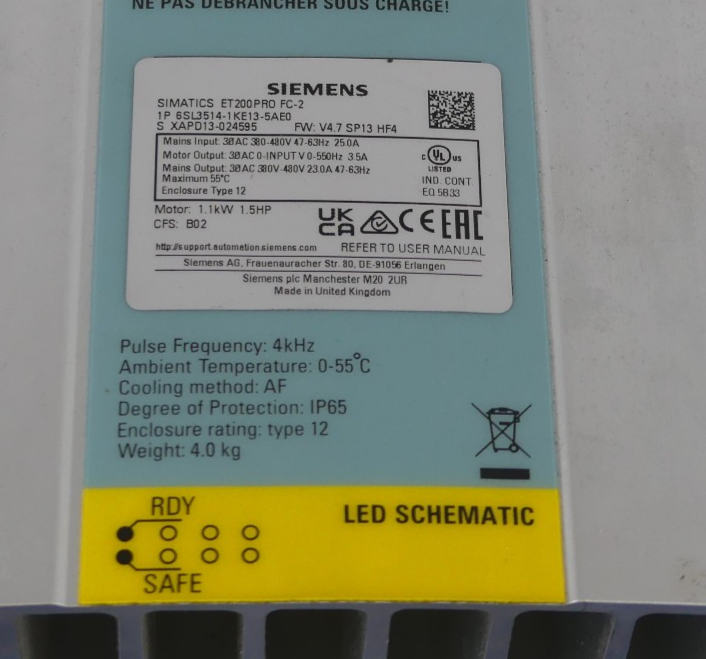 NE PAS DEBRANCHER SOUS CHARGE!
SIEMENS
SIMATICS ET200PRO FC-2
1P 6SL3514-1KE13-5AE0
S XAPD13-024595 FW: V4.7 SP13 HF4
Mains Input: 3ØAC 380-480V 47-63Hz 25.0A
Motor Output: 3ØAC 0-INPUT V 0-550Hz 3.5A
Mains Output: 3ØAC 380V-480V 23.0A 47-63Hz
Maximum 55°C
Enclosure Type 12
C UL US
LISTED
IND. CONT.
EQ 5B33
Motor: 1.1kW 1.5HP
CFS: B02
UK CA CE EAC
http://support.automation.siemens.com REFER TO USER MANUAL
Siemens AG, Frauenauracher Str. 80, DE-91056 Erlangen
Siemens plc Manchester M20 2UR
Made in United Kingdom
Pulse Frequency: 4kHz
Ambient Temperature: 0-55°C
Cooling method: AF
Degree of Protection: IP65
Enclosure rating: type 12
Weight: 4.0 kg
RDY
LED SCHEMATIC
SAFE